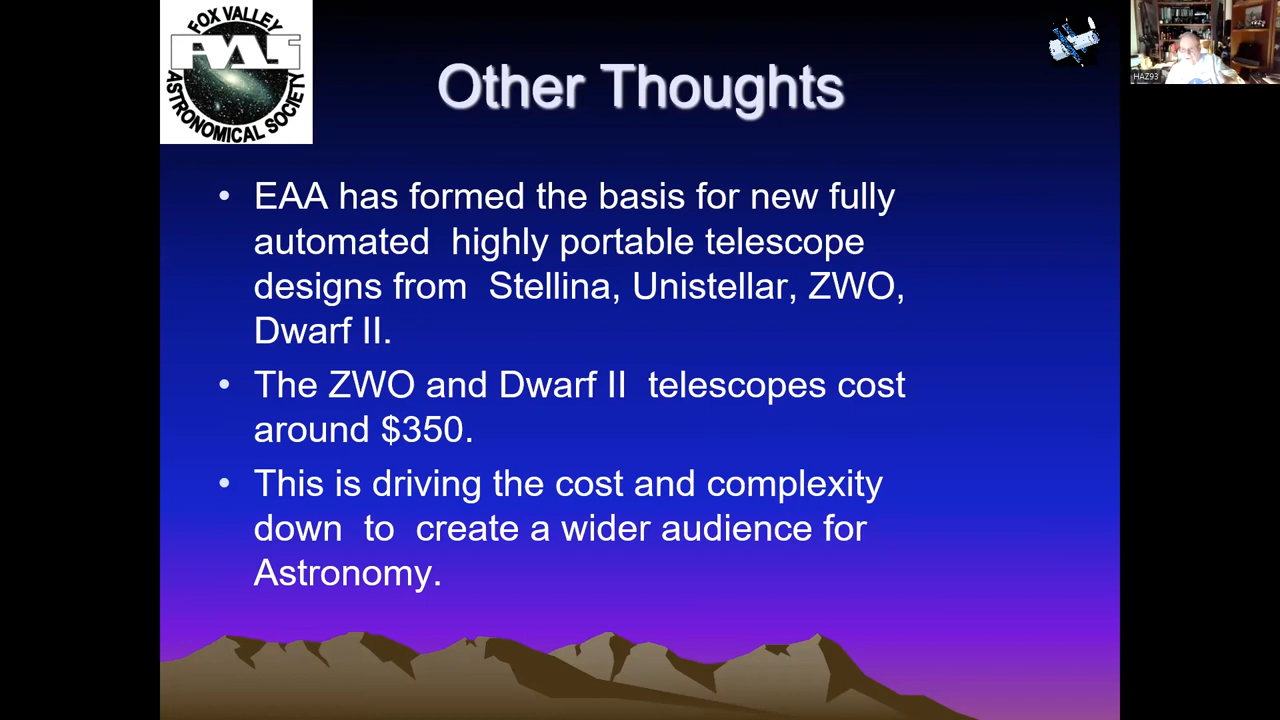 FOX VALLEY
FVAS
ASTRONOMICAL SOCIETY
Other Thoughts
HAZ93
• EAA has formed the basis for new fully
automated highly portable telescope
designs from Stellina, Unistellar, ZWO,
Dwarf II.
• The ZWO and Dwarf II telescopes cost
around $350.
• This is driving the cost and complexity
down to create a wider audience for
Astronomy.